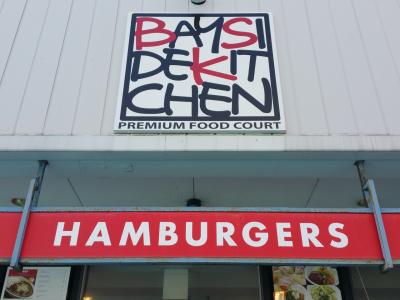 BAYSI
DEKIT
CHEN
PREMIUM FOOD COURT
HAMBURGERS